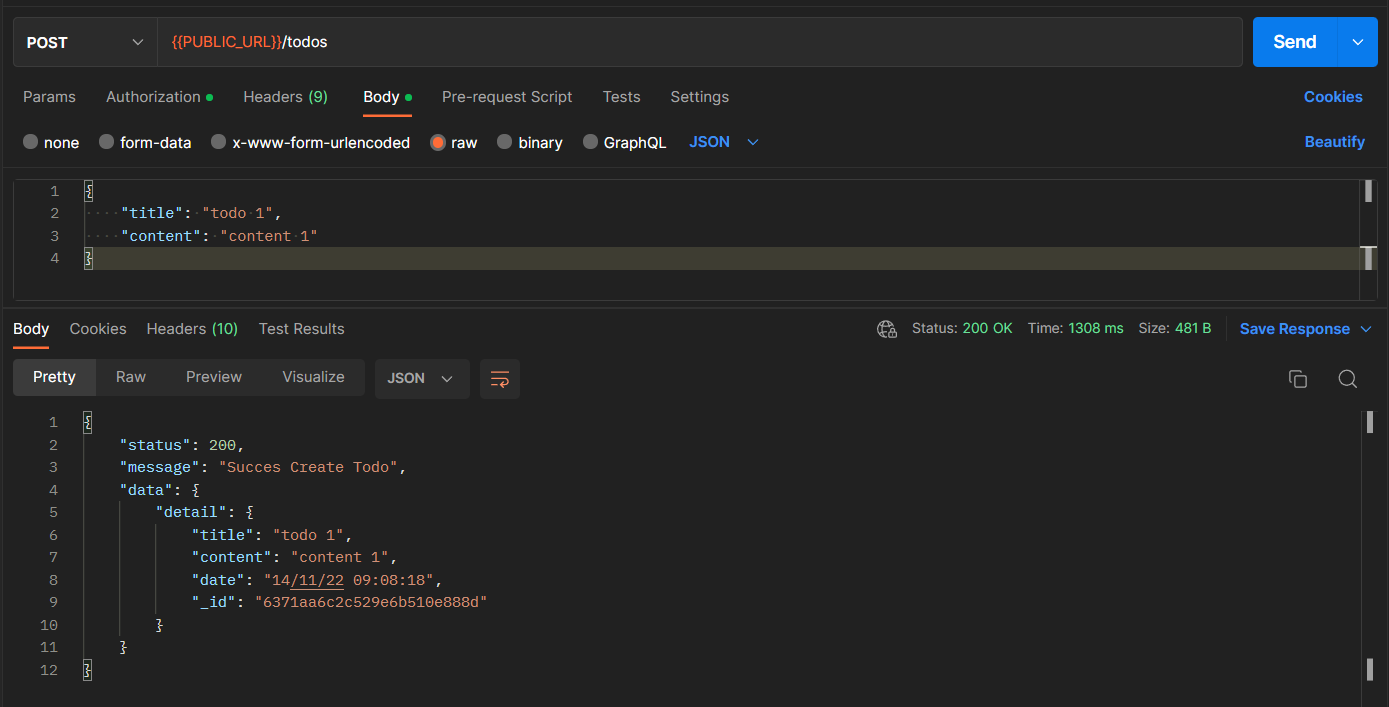 POST {{PUBLIC_URL}}/todos Send
Params Authorization Headers (9) Body Pre-request Script Tests Settings Cookies
none form-data x-www-form-urlencoded raw binary GraphQL JSON Beautify
1 {
2 "title": "todo 1",
3 "content": "content 1"
4 }
Body Cookies Headers (10) Test Results Status: 200 OK Time: 1308 ms Size: 481 B Save Response
Pretty Raw Preview Visualize JSON
1 {
2 "status": 200,
3 "message": "Succes Create Todo",
4 "data": {
5 "detail": {
6 "title": "todo 1",
7 "content": "content 1",
8 "date": "14/11/22 09:08:18",
9 "_id": "6371aa6c2c529e6b510e888d"
10 }
11 }
12 }